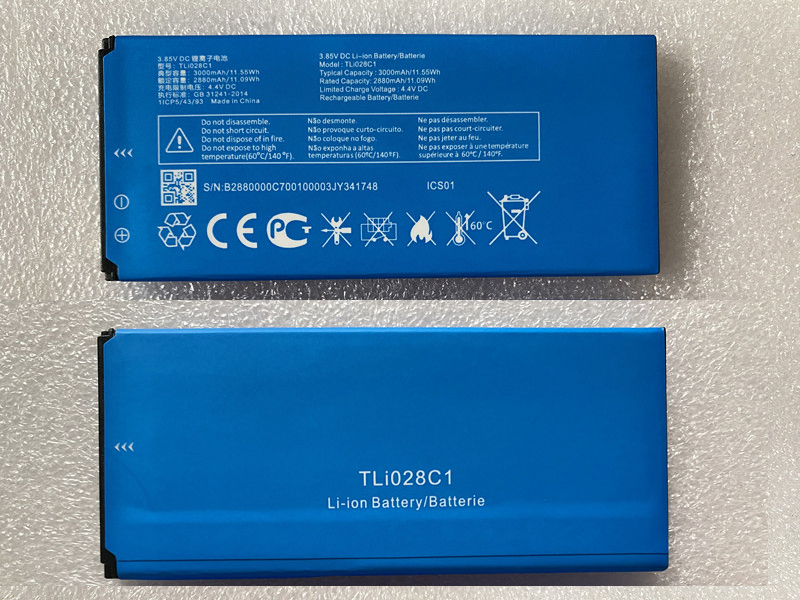 3.85V DC 锂离子电池
型号: TLi028C1
典型容量: 3000mAh/11.55Wh
额定容量: 2880mAh/11.09Wh
充电限制电压: 4.4V DC
执行标准: GB 31241-2014
1ICP5/43/93 Made in China
3.85V DC Li-ion Battery/Batterie
Model : TLi028C1
Typical Capacity : 3000mAh/11.55Wh
Rated Capacity : 2880mAh/11.09Wh
Limited Charge Voltage : 4.4V DC
Rechargeable Battery/Batterie
Do not disassemble.
Do not short circuit.
Do not dispose of in fire.
Do not expose to high
temperature(60°C/140 °F).
Não desmonte.
Não provoque curto-circuito.
Não coloque no fogo.
Não exponha a altas
temperaturas (60ºC/140 ºF).
Ne pas désassembler.
Ne pas court-circuiter.
Ne pas jeter au feu.
Ne pas exposer à une température
supérieure à 60℃ / 140°F.
S/N:B2880000C700100003JY341748
ICS01
CE
PCT
160°C
TLi028C1
Li-ion Battery/Batterie